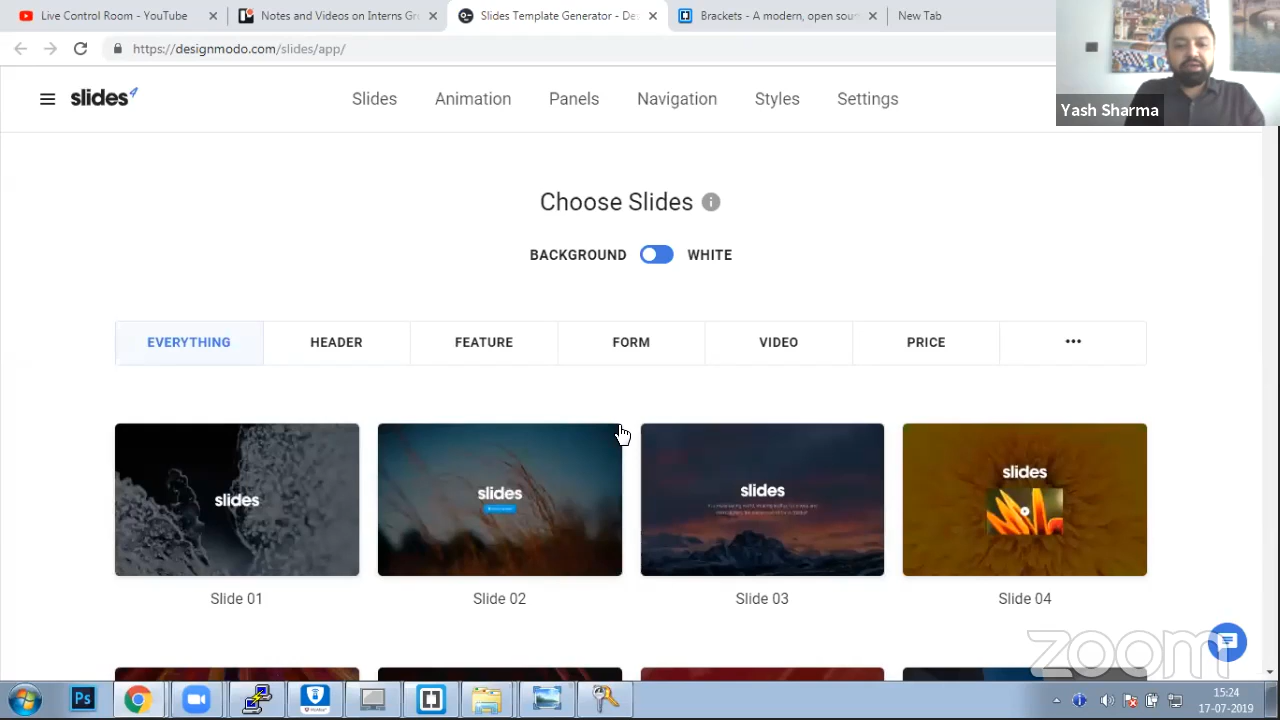 Live Control Room - YouTube
Notes and Videos on Interns Gr
Slides Template Generator - De
Brackets - A modern, open sour
New Tab
https://designmodo.com/slides/app/
slides
Slides
Animation
Panels
Navigation
Styles
Settings
Yash Sharma
Choose Slides
BACKGROUND
WHITE
EVERYTHING
HEADER
FEATURE
FORM
VIDEO
PRICE
•••
slides
slides
slides
slides
Slide 01
Slide 02
Slide 03
Slide 04
zoom
Ps
15:24
17-07-2019